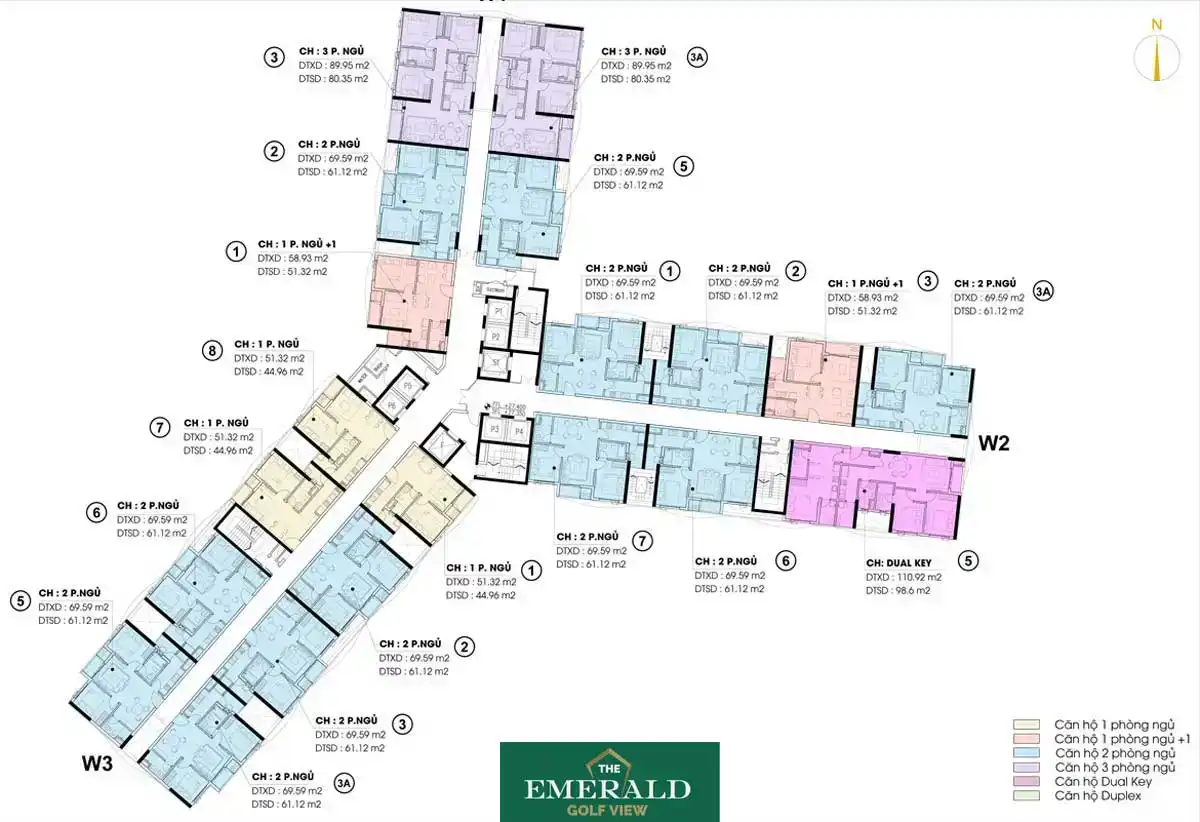 N
3
CH : 3 P. NGỦ
DTXD : 89.95 m2
DTSD : 80.35 m2
CH : 3 P. NGỦ
DTXD : 89.95 m2
DTSD : 80.35 m2
3A
2
CH : 2 P.NGỦ
DTXD : 69.59 m2
DTSD : 61.12 m2
CH : 2 P.NGỦ
DTXD : 69.59 m2
DTSD : 61.12 m2
5
1
CH : 1 P. NGỦ +1
DTXD : 58.93 m2
DTSD : 51.32 m2
CH : 2 P.NGỦ
DTXD : 69.59 m2
DTSD : 61.12 m2
1
CH : 2 P.NGỦ
DTXD : 69.59 m2
DTSD : 61.12 m2
2
CH : 1 P.NGỦ +1
DTXD : 58.93 m2
DTSD : 51.32 m2
3
CH : 2 P.NGỦ
DTXD : 69.59 m2
DTSD : 61.12 m2
3A
P1
P2
ST
8
CH : 1 P. NGỦ
DTXD : 51.32 m2
DTSD : 44.96 m2
P5
P6
P3
P4
7
CH : 1 P. NGỦ
DTXD : 51.32 m2
DTSD : 44.96 m2
W2
6
CH : 2 P.NGỦ
DTXD : 69.59 m2
DTSD : 61.12 m2
CH : 2 P.NGỦ
DTXD : 69.59 m2
DTSD : 61.12 m2
7
CH : 2 P.NGỦ
DTXD : 69.59 m2
DTSD : 61.12 m2
6
CH: DUAL KEY
DTXD : 110.92 m2
DTSD : 98.6 m2
5
CH : 1 P. NGỦ
DTXD : 51.32 m2
DTSD : 44.96 m2
1
5
CH : 2 P.NGỦ
DTXD : 69.59 m2
DTSD : 61.12 m2
CH : 2 P.NGỦ
DTXD : 69.59 m2
DTSD : 61.12 m2
2
CH : 2 P.NGỦ
DTXD : 69.59 m2
DTSD : 61.12 m2
3
W3
CH : 2 P.NGỦ
DTXD : 69.59 m2
DTSD : 61.12 m2
3A
Căn hộ 1 phòng ngủ
Căn hộ 1 phòng ngủ +1
Căn hộ 2 phòng ngủ
Căn hộ 3 phòng ngủ
Căn hộ Dual Key
Căn hộ Duplex
THE
EMERALD
GOLF VIEW